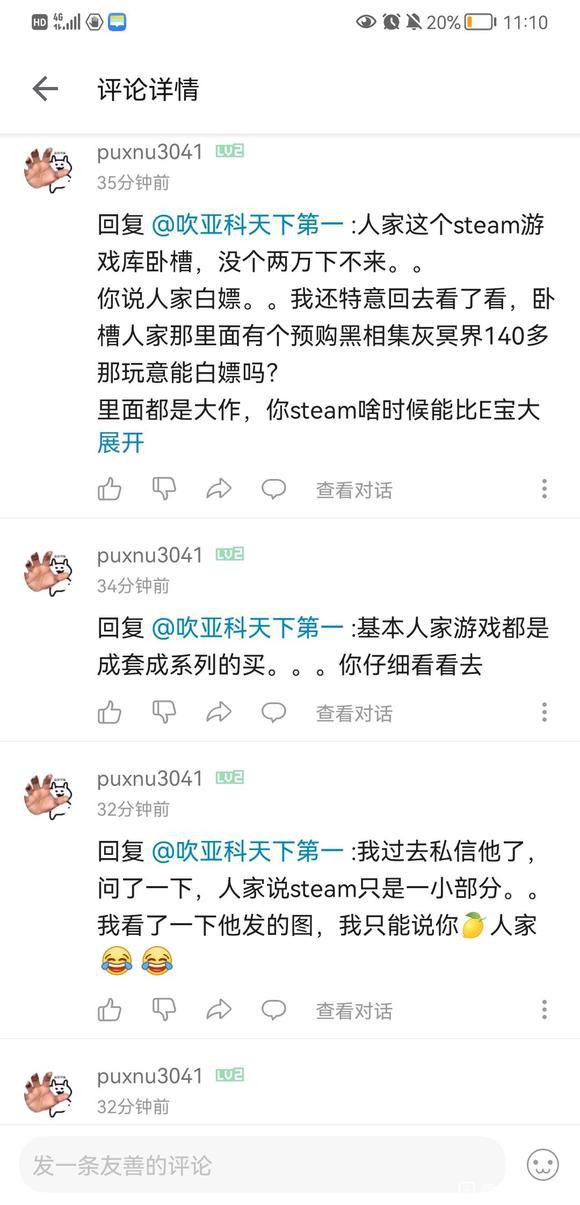 HD 4G 20% 11:10
评论详情
puxnu3041 LV2
35分钟前
回复 @吹亚科天下第一 :人家这个steam游
戏库卧槽，没个两万下不来。。
你说人家白嫖。。我还特意回去看了看，卧
槽人家那里面有个预购黑相集灰冥界140多
那玩意能白嫖吗？
里面都是大作，你steam啥时候能比E宝大
展开
查看对话
puxnu3041 LV2
34分钟前
回复 @吹亚科天下第一 :基本人家游戏都是
成套成系列的买。。。你仔细看看去
查看对话
puxnu3041 LV2
32分钟前
回复 @吹亚科天下第一 :我过去私信他了，
问了一下，人家说steam只是一小部分。。
我看了一下他发的图，我只能说你🍋人家
😂😂
查看对话
puxnu3041 LV2
32分钟前
发一条友善的评论